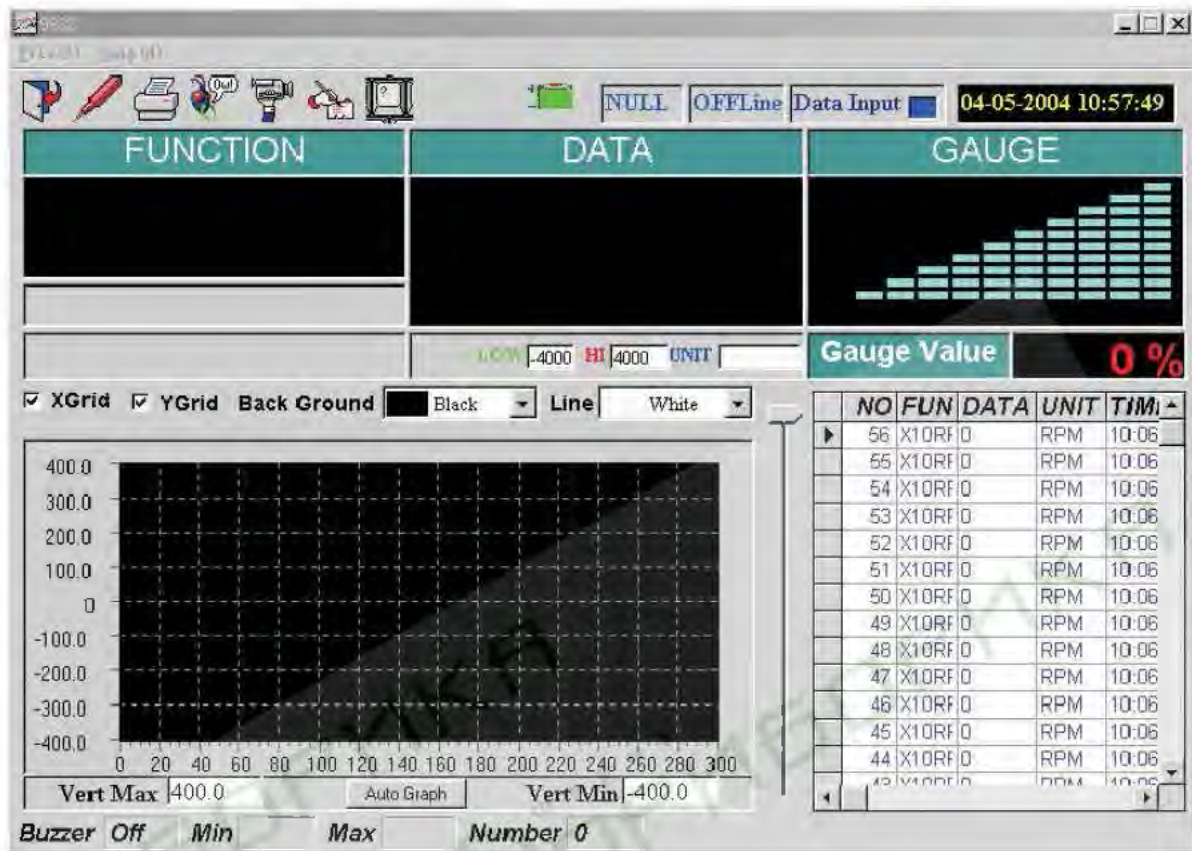 Ow!
NULL OFFLine Data Input 04-05-2004 10:57:49
FUNCTION DATA GAUGE
LOW -4000 HI 4000 UNIT
Gauge Value 0 %
XGrid YGrid Back Ground Black Line White
NO FUN DATA UNIT TIM
56 X10RF 0 RPM 10:06
55 X10RF 0 RPM 10:06
54 X10RF 0 RPM 10:06
53 X10RF 0 RPM 10:06
52 X10RF 0 RPM 10:06
51 X10RF 0 RPM 10:06
50 X10RF 0 RPM 10:06
49 X10RF 0 RPM 10:06
48 X10RF 0 RPM 10:06
47 X10RF 0 RPM 10:06
46 X10RF 0 RPM 10:06
45 X10RF 0 RPM 10:06
44 X10RF 0 RPM 10:06
400.0
300.0
200.0
100.0
0
-100.0
-200.0
-300.0
-400.0
0 20 40 60 80 100 120 140 160 180 200 220 240 260 280 300
Vert Max 400.0 Auto Graph Vert Min -400.0
Buzzer Off Min Max Number 0